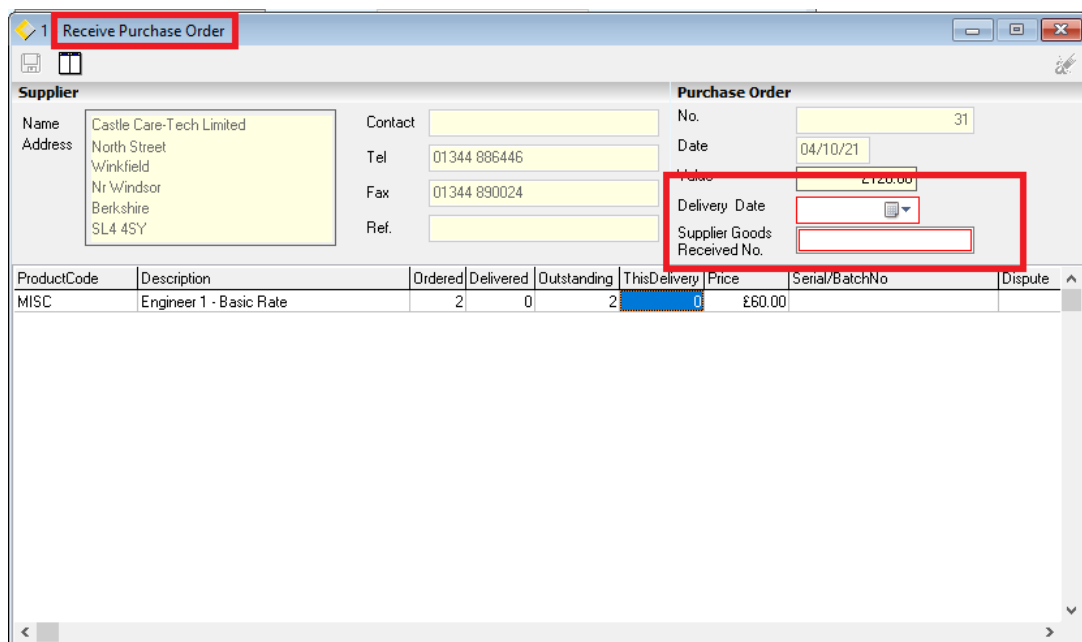 1 Receive Purchase Order
Supplier
Purchase Order
Name
Castle Care-Tech Limited
Address
North Street
Winkfield
Nr Windsor
Berkshire
SL4 4SY
Contact
Tel 01344 886446
Fax 01344 890024
Ref.
No. 31
Date 04/10/21
Value £120.00
Delivery Date
Supplier Goods
Received No.
ProductCode Description Ordered Delivered Outstanding ThisDelivery Price Serial/BatchNo Dispute
MISC Engineer 1 - Basic Rate 2 0 2 0 £60.00